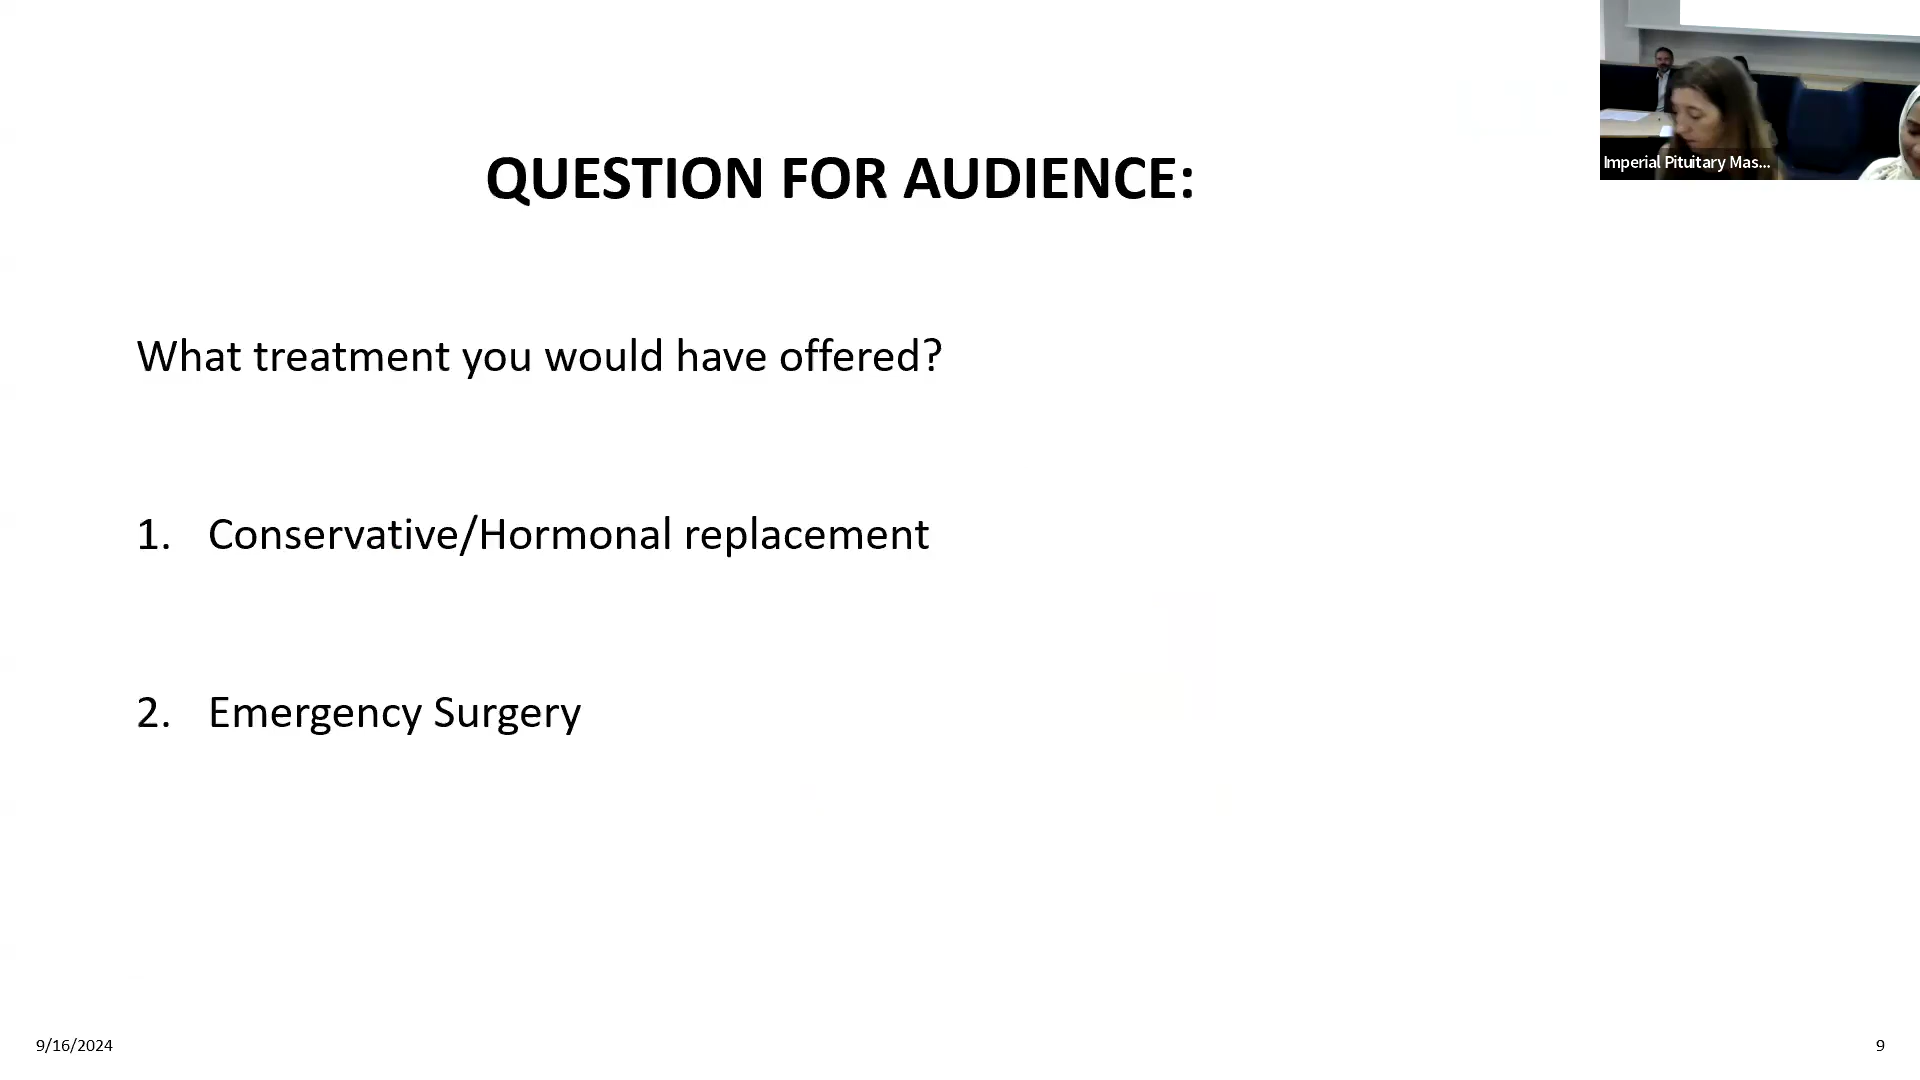 Imperial Pituitary Mas...
QUESTION FOR AUDIENCE:
What treatment you would have offered?
1. Conservative/Hormonal replacement
2. Emergency Surgery
9/16/2024
9